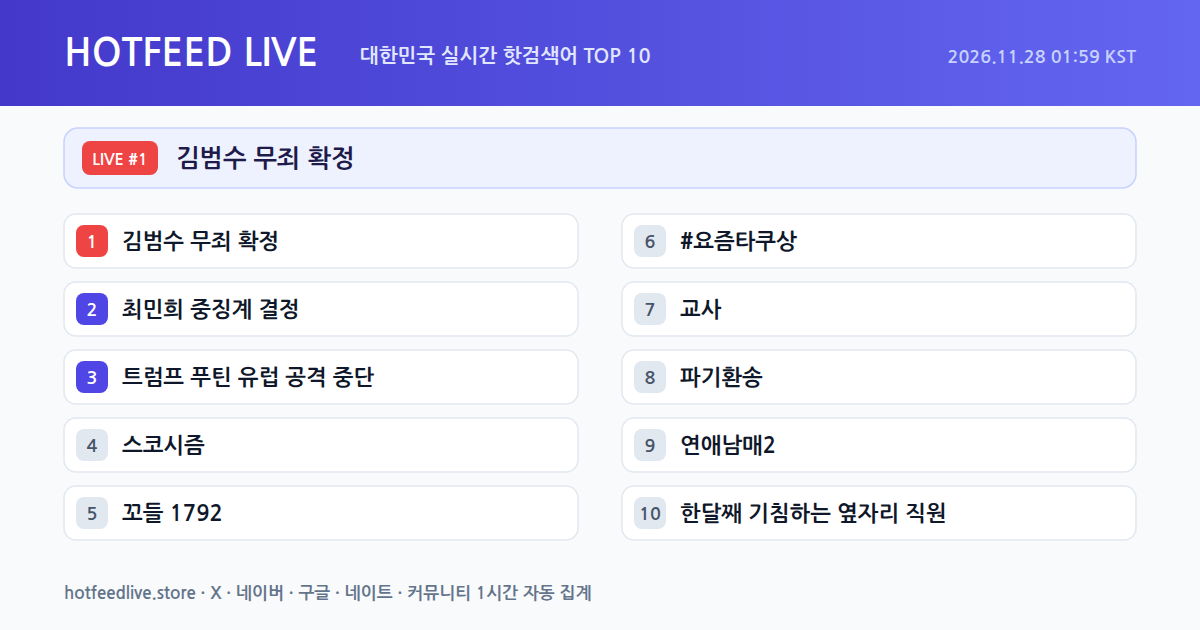 HOTFEED LIVE
대한민국 실시간 핫검색어 TOP 10
2026.11.28 01:59 KST
LIVE #1
김범수 무죄 확정
1 김범수 무죄 확정
2 최민희 중징계 결정
3 트럼프 푸틴 유럽 공격 중단
4 스코시즘
5 꼬들 1792
6 #요즘타쿠상
7 교사
8 파기환송
9 연애남매2
10 한달째 기침하는 옆자리 직원
hotfeedlive.store · X · 네이버 · 구글 · 네이트 · 커뮤니티 1시간 자동 집계